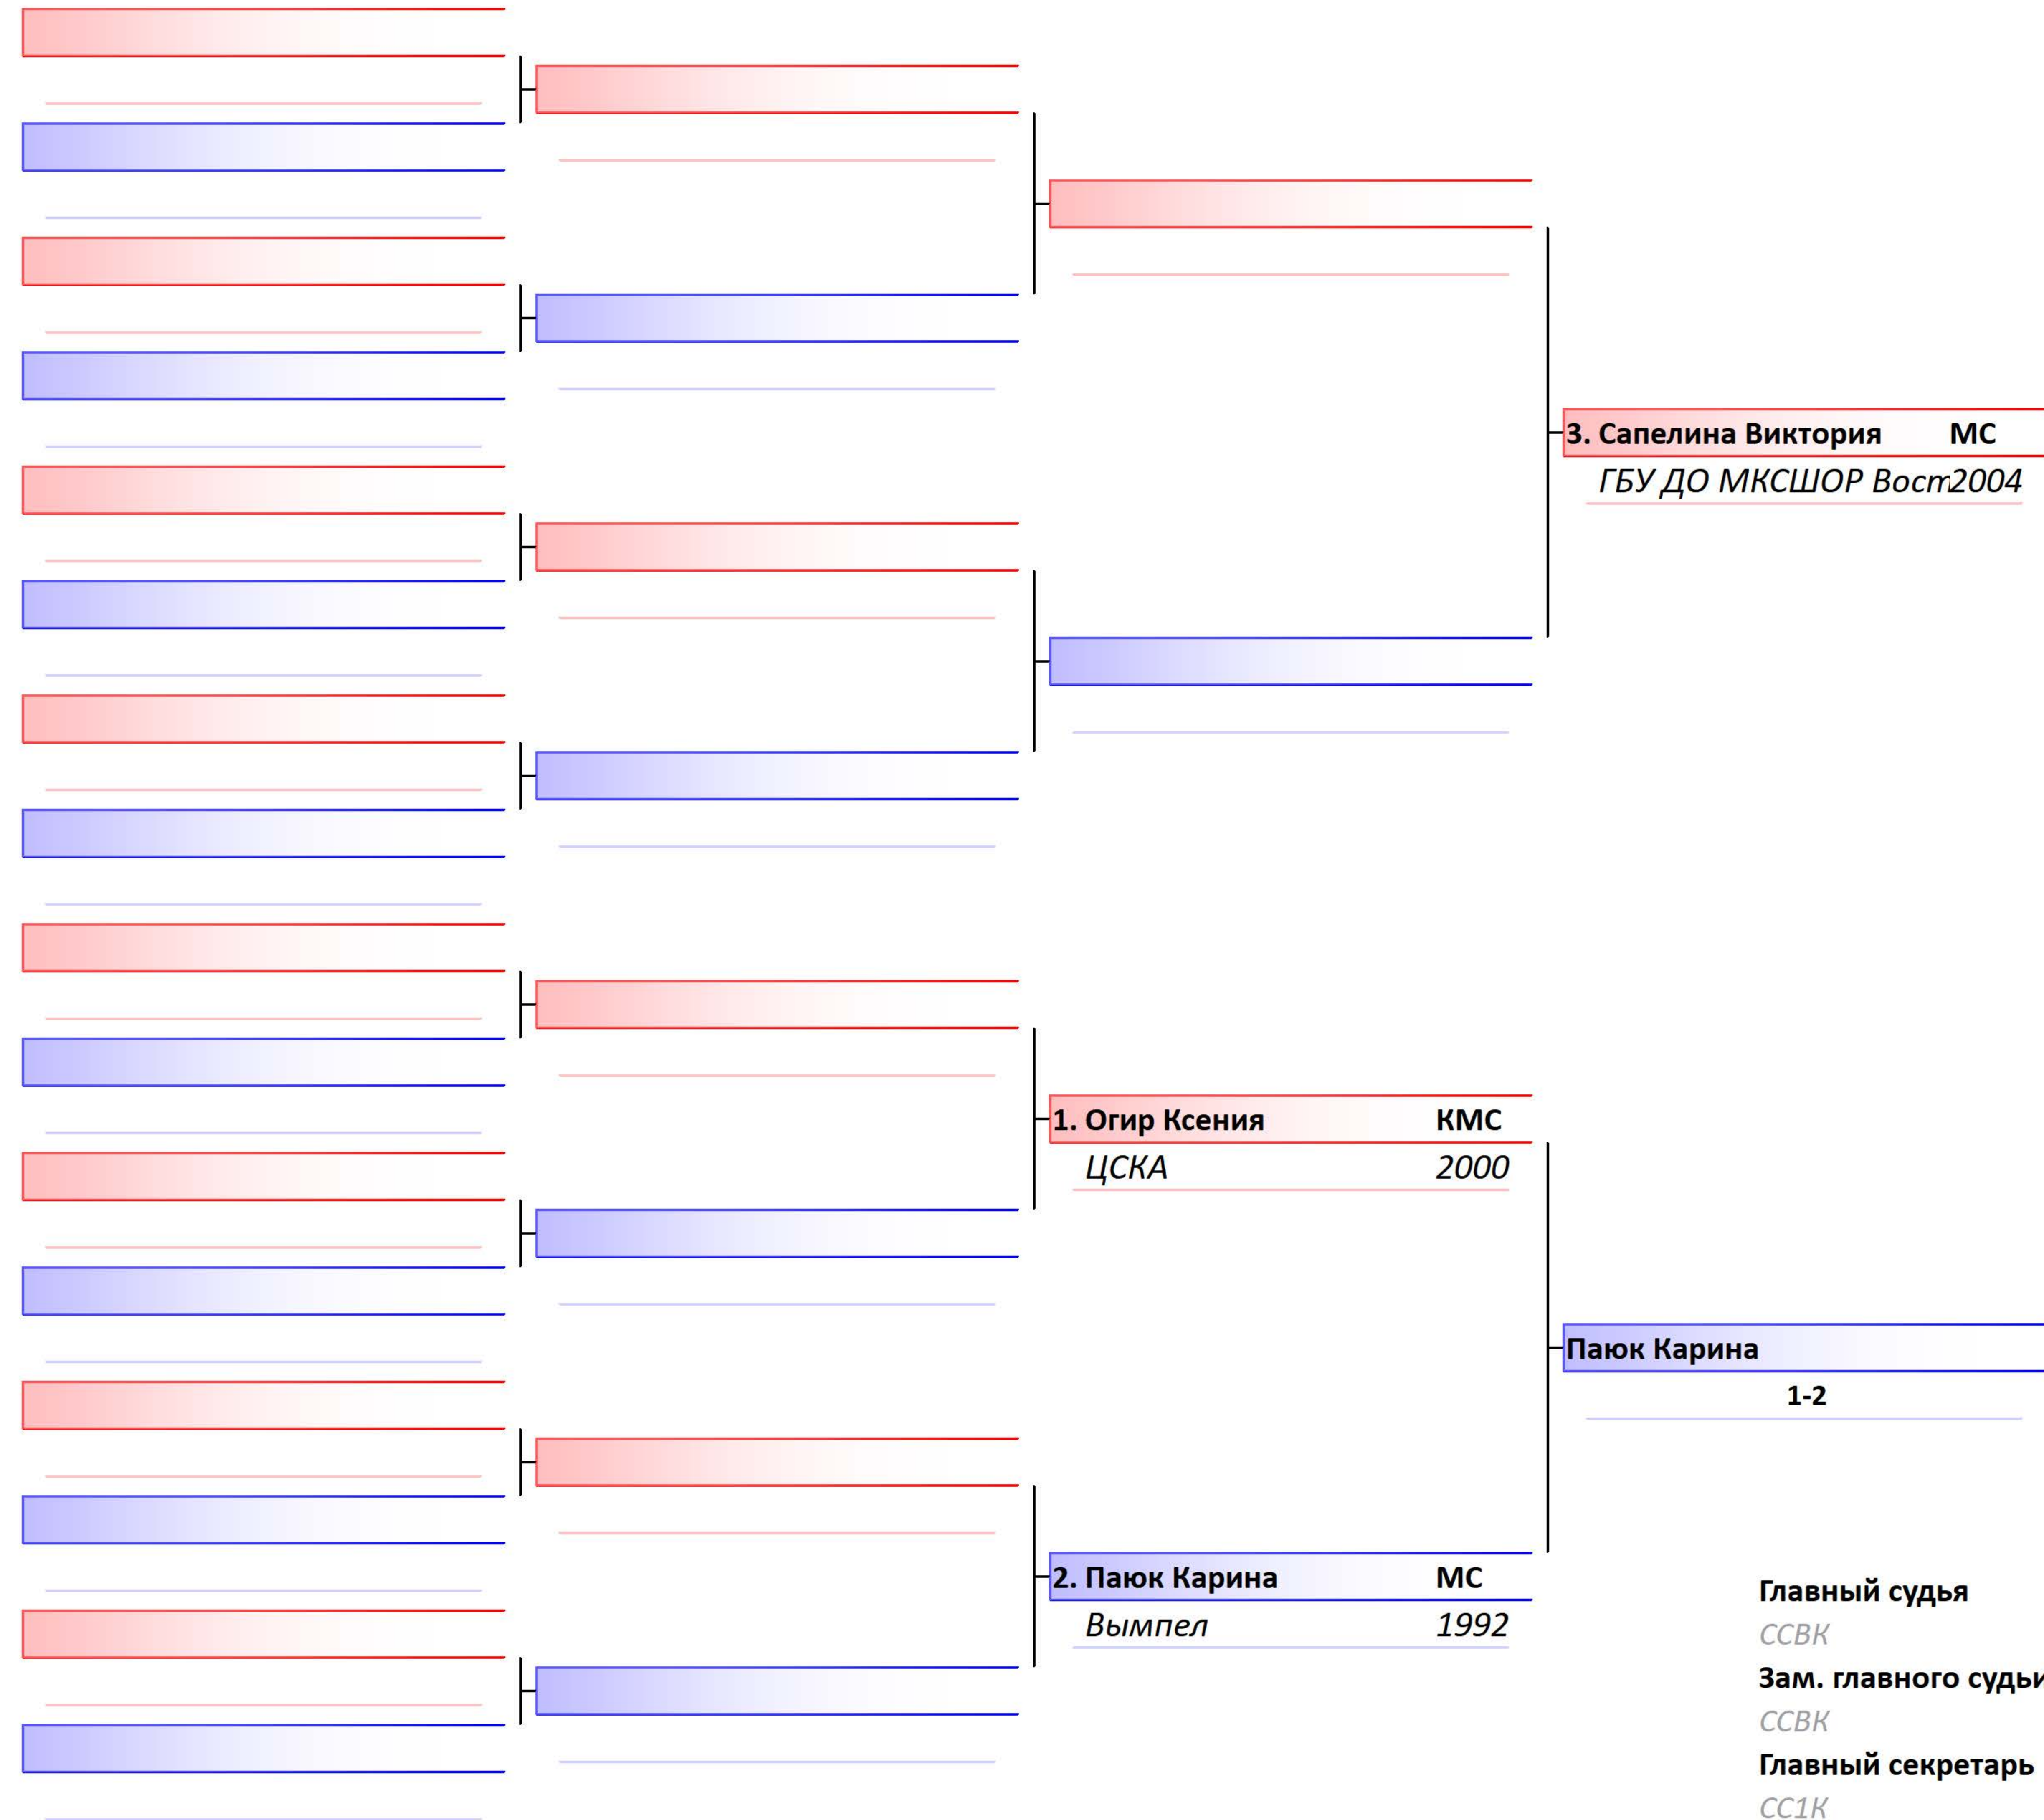 3. Сапелина Виктория МС
ГБУ ДО МКСШОР Вост2004
1. Огир Ксения КМС
ЦСКА 2000
Паюк Карина
1-2
2. Паюк Карина МС
Вымпел 1992
Главный судья
ССВК
Зам. главного судьи
ССВК
Главный секретарь
СС1К